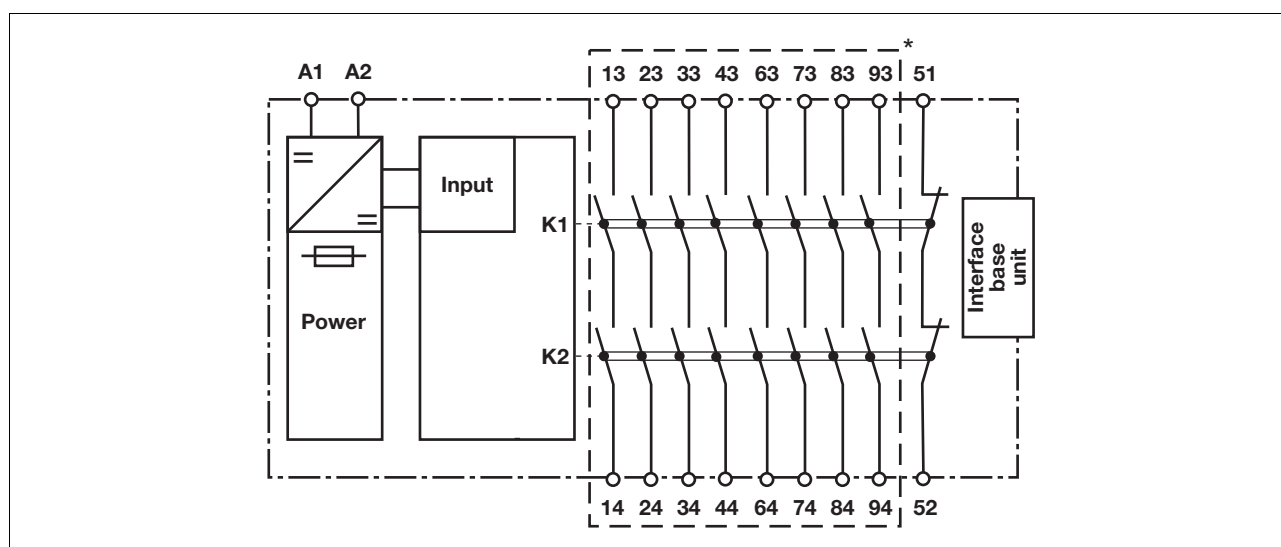 *
A1 A2 13 23 33 43 63 73 83 93 51
Input
K1
Interface
base
unit
Power
K2
14 24 34 44 64 74 84 94 52